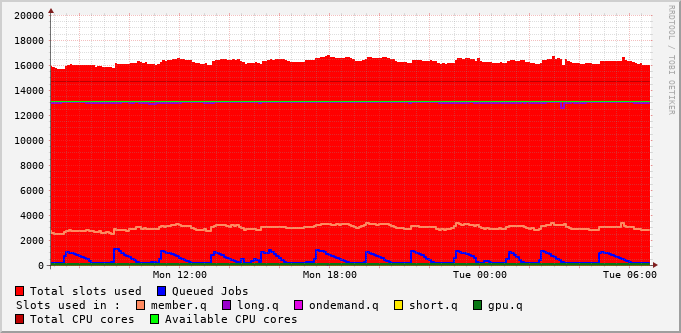 20000
18000
16000
14000
12000
10000
8000
6000
4000
2000
0
Mon 12:00 Mon 18:00 Tue 00:00 Tue 06:00
RRDTOOL / TOBI OETIKER
Total slots used Queued Jobs
Slots used in : member.q long.q ondemand.q short.q gpu.q
Total CPU cores Available CPU cores